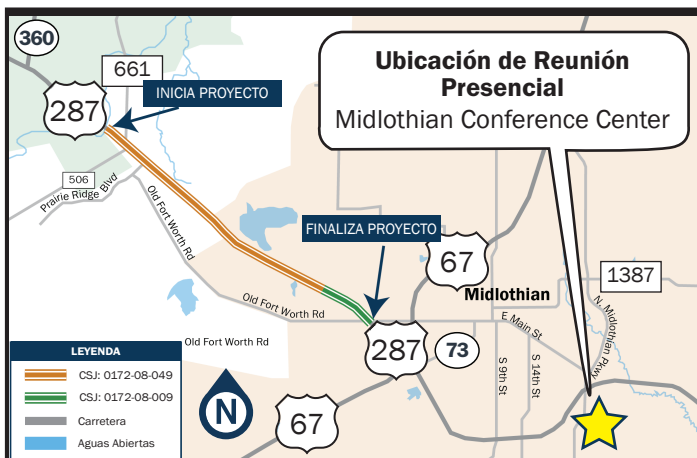 360
661
287
INICIA PROYECTO
Ubicación de Reunión
Presencial
Midlothian Conference Center
506
Prairie Ridge Blvd
Old Fort Worth Rd
FINALIZA PROYECTO
67
1387
Midlothian
N. Midlothian Pkwy
Old Fort Worth Rd
E Main St
287
73
Old Fort Worth Rd
S 9th St
S 14th St
LEYENDA
CSJ: 0172-08-049
CSJ: 0172-08-009
Carretera
Aguas Abiertas
N
67